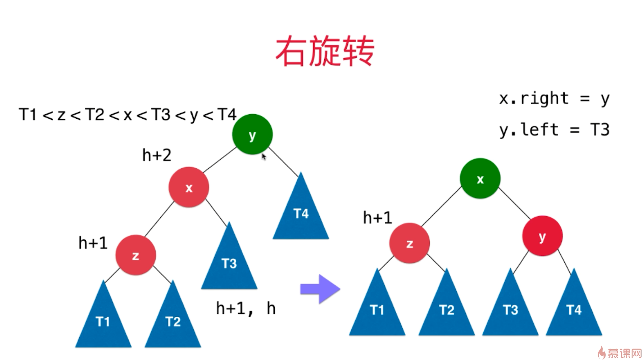 右旋转
T1 < z < T2 < x < T3 < y < T4
x.right = y
y.left = T3
y
h+2
x
T4
h+1
z
T3
T1
T2
h+1, h
x
h+1
z
y
T1
T2
T3
T4
慕课网